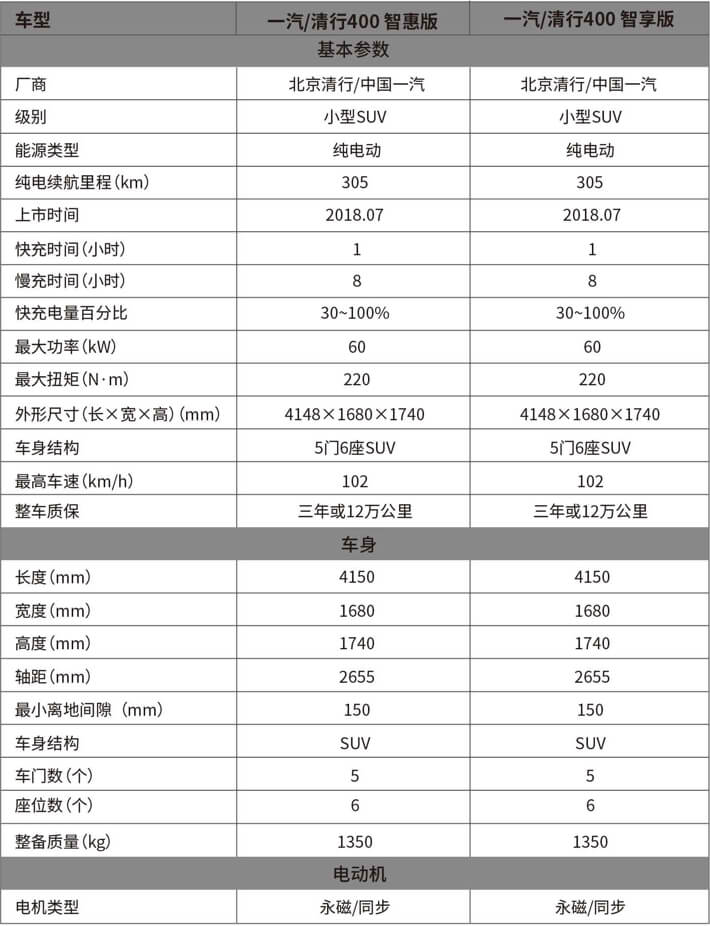 车型 一汽/清行400 智惠版 一汽/清行400 智享版
基本参数
厂商 北京清行/中国一汽 北京清行/中国一汽
级别 小型SUV 小型SUV
能源类型 纯电动 纯电动
纯电续航里程(km) 305 305
上市时间 2018.07 2018.07
快充时间(小时) 1 1
慢充时间(小时) 8 8
快充电量百分比 30~100% 30~100%
最大功率(kW) 60 60
最大扭矩(N·m) 220 220
外形尺寸(长×宽×高)(mm) 4148×1680×1740 4148×1680×1740
车身结构 5门6座SUV 5门6座SUV
最高车速(km/h) 102 102
整车质保 三年或12万公里 三年或12万公里
车身
长度(mm) 4150 4150
宽度(mm) 1680 1680
高度(mm) 1740 1740
轴距(mm) 2655 2655
最小离地间隙 (mm) 150 150
车身结构 SUV SUV
车门数(个) 5 5
座位数(个) 6 6
整备质量(kg) 1350 1350
电动机
电机类型 永磁/同步 永磁/同步